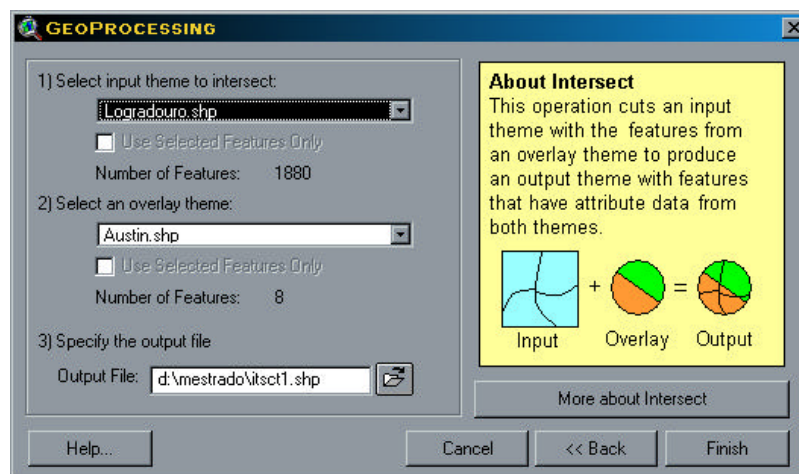 GEOPROCESSING
1) Select input theme to intersect:
Logradouro.shp
Use Selected Features Only
Number of Features: 1880
2) Select an overlay theme:
Austin.shp
Use Selected Features Only
Number of Features: 8
3) Specify the output file
Output File: d:\mestrado\itsct1.shp
About Intersect
This operation cuts an input
theme with the features from
an overlay theme to produce
an output theme with features
that have attribute data from
both themes.
+ =
Input Overlay Output
More about Intersect
Help... Cancel << Back Finish